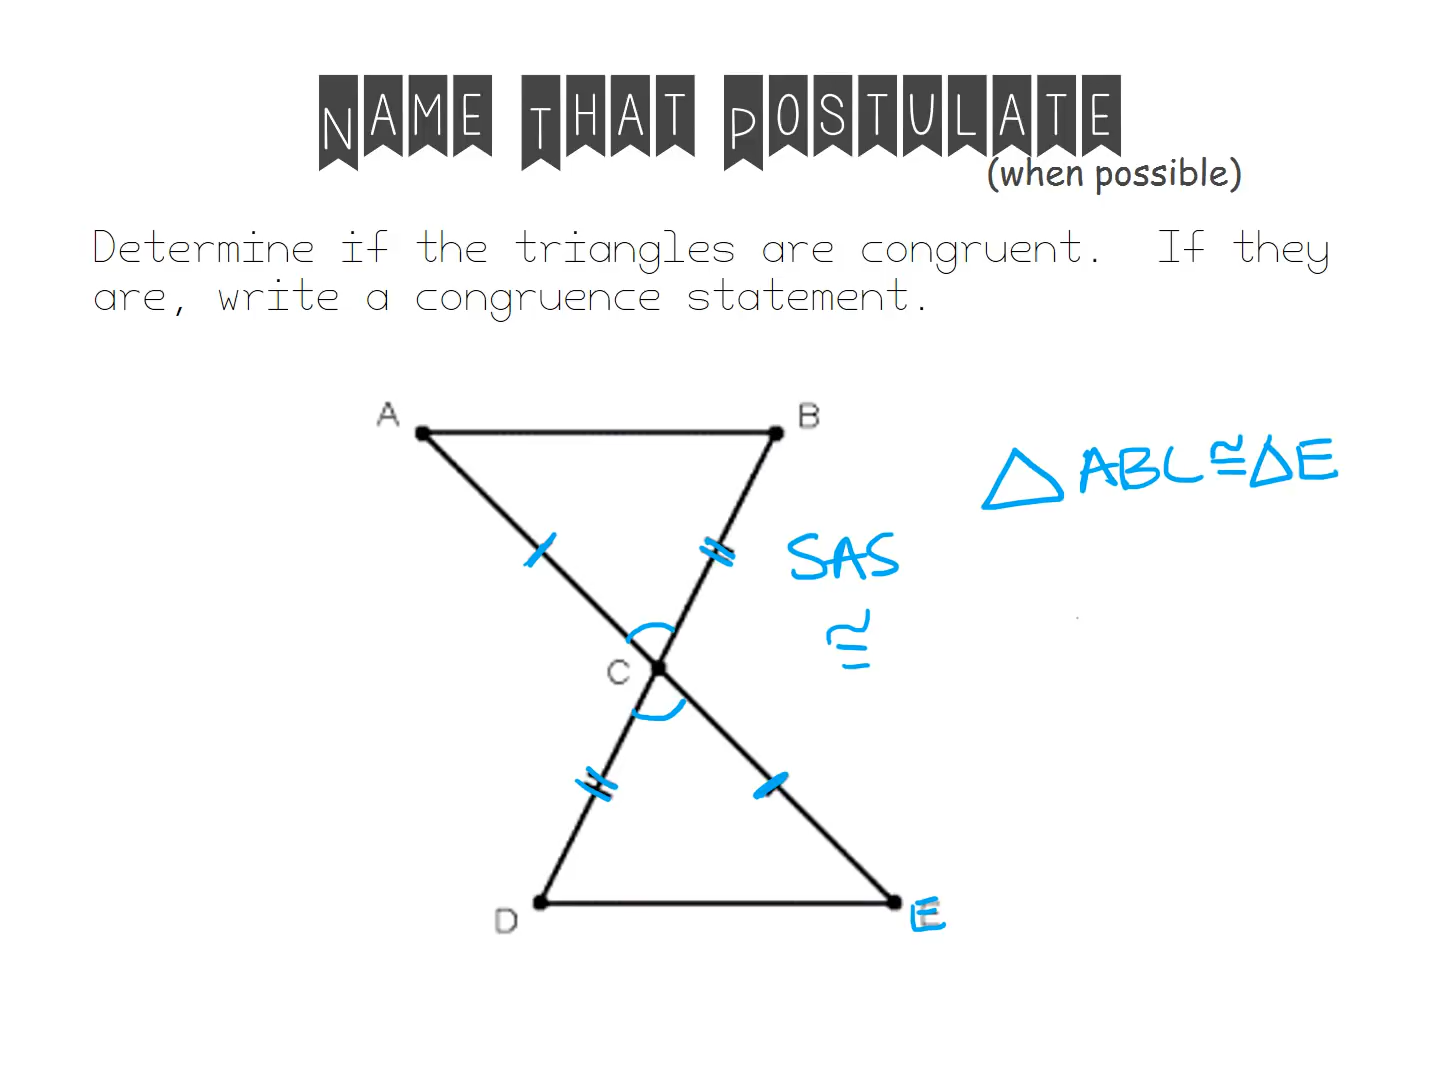 NAME THAT POSTULATE
(when possible)
Determine if the triangles are congruent. If they
are, write a congruence statement.
A
B
△ ABC ≅ △ E
SAS
≅
C
D
E